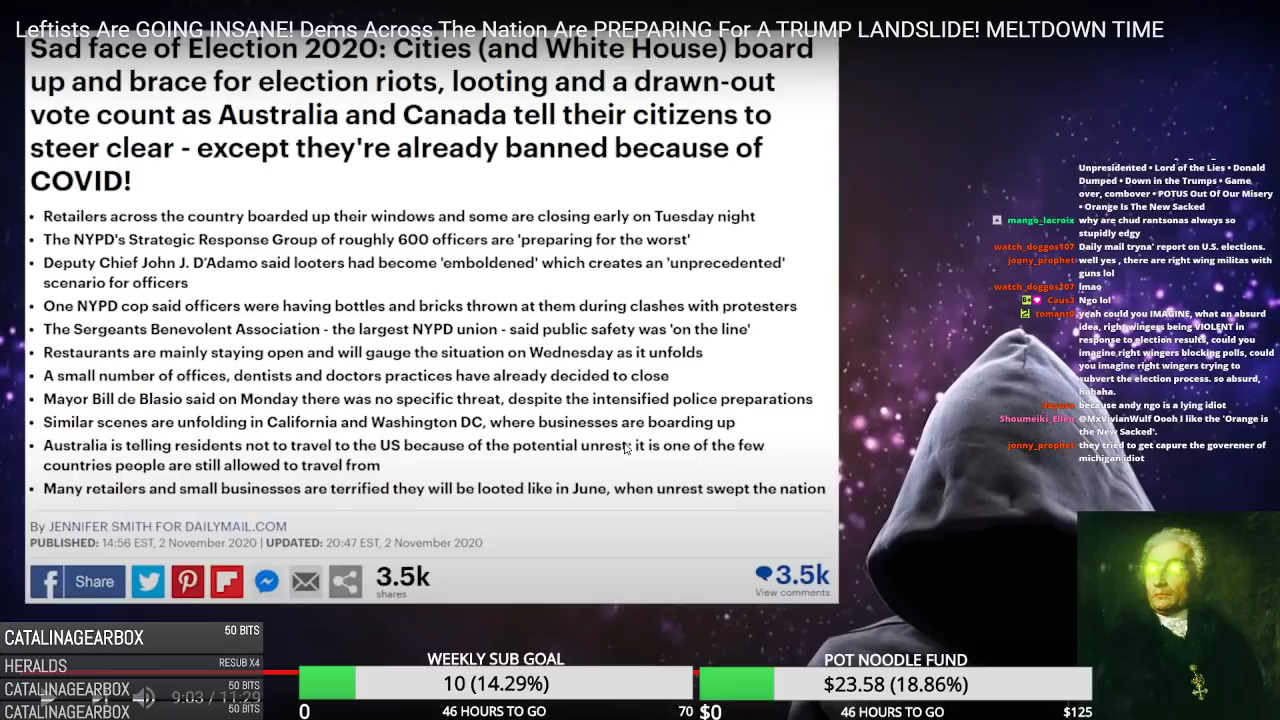 Leftists Are GOING INSANE! Dems Across The Nation Are PREPARING For A TRUMP LANDSLIDE! MELTDOWN TIME
Sad face of Election 2020: Cities (and White House) board
up and brace for election riots, looting and a drawn-out
vote count as Australia and Canada tell their citizens to
steer clear - except they're already banned because of
COVID!
• Retailers across the country boarded up their windows and some are closing early on Tuesday night
• The NYPD's Strategic Response Group of roughly 600 officers are 'preparing for the worst'
• Deputy Chief John J. D'Adamo said looters had become 'emboldened' which creates an 'unprecedented'
scenario for officers
• One NYPD cop said officers were having bottles and bricks thrown at them during clashes with protesters
• The Sergeants Benevolent Association - the largest NYPD union - said public safety was 'on the line'
• Restaurants are mainly staying open and will gauge the situation on Wednesday as it unfolds
• A small number of offices, dentists and doctors practices have already decided to close
• Mayor Bill de Blasio said on Monday there was no specific threat, despite the intensified police preparations
• Similar scenes are unfolding in California and Washington DC, where businesses are boarding up
• Australia is telling residents not to travel to the US because of the potential unrest; it is one of the few
countries people are still allowed to travel from
• Many retailers and small businesses are terrified they will be looted like in June, when unrest swept the nation
By JENNIFER SMITH FOR DAILYMAIL.COM
PUBLISHED: 14:56 EST, 2 November 2020 | UPDATED: 20:47 EST, 2 November 2020
Share
3.5k
shares
3.5k
View comments
Unpresidented • Lord of the Lies • Donald
Dumped • Down in the Trumps • Game
over, combover • POTUS Out Of Our Misery
• Orange Is The New Sacked
mango_lacroix why are chud rantsonas always so
stupidly edgy
watch_doggos107 Daily mail tryna' report on U.S. elections.
jonny_prophet well yes , there are right wing militas with
guns lol
watch_doggos107 lmao
Caus3 Ngo lol
romant0 yeah could you IMAGINE, what an absurd
idea, right wingers being VIOLENT in
response to election results, could you
imagine right wingers blocking polls, could
you imagine right wingers trying to
subvert the election process. so absurd,
hahaha.
because andy ngo is a lying idiot
Shoumeiki_Ellen @MxVivianWulf Oooh I like the 'Orange is
the New Sacked'.
jonny_prophet they tried to get capure the goverener of
michigan idiot
CATALINAGEARBOX 50 BITS
HERALDS RESUB X4
CATALINAGEARBOX 50 BITS
CATALINAGEARBOX 50 BITS
9:03 / 11:29
WEEKLY SUB GOAL
10 (14.29%)
0 46 HOURS TO GO 70
POT NOODLE FUND
$23.58 (18.86%)
$0 46 HOURS TO GO $125